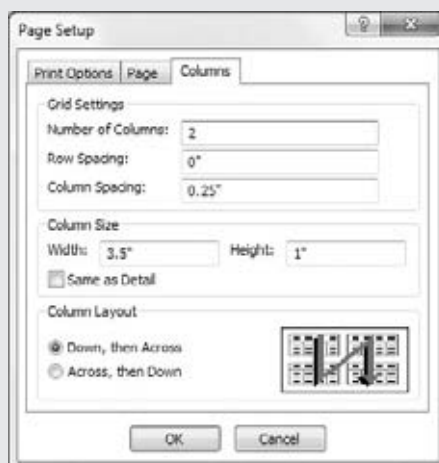 Page Setup
Print Options Page Columns
Grid Settings
Number of Columns: 2
Row Spacing: 0"
Column Spacing: 0.25"
Column Size
Width: 3.5" Height: 1"
Same as Detail
Column Layout
Down, then Across
Across, then Down
OK Cancel